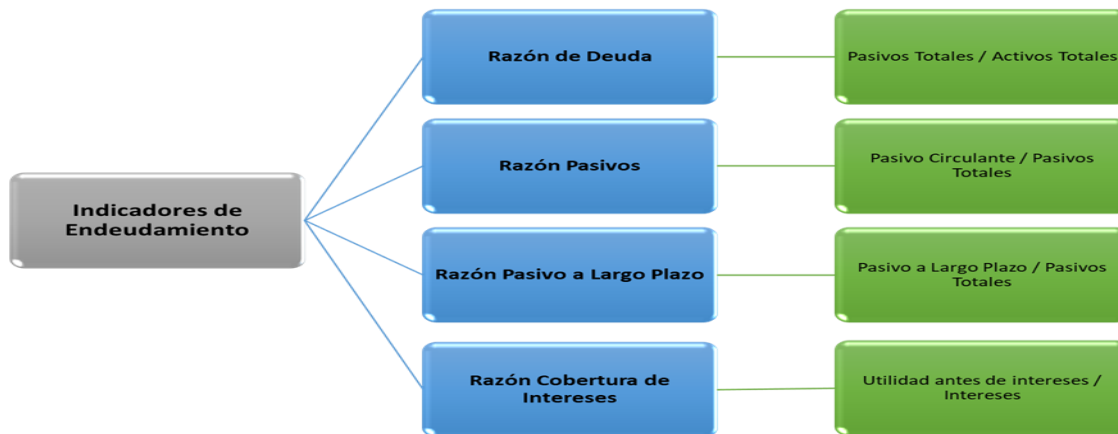 Indicadores de
Endeudamiento
Razón de Deuda
Pasivos Totales / Activos Totales
Razón Pasivos
Pasivo Circulante / Pasivos
Totales
Razón Pasivo a Largo Plazo
Pasivo a Largo Plazo / Pasivos
Totales
Razón Cobertura de
Intereses
Utilidad antes de intereses /
Intereses